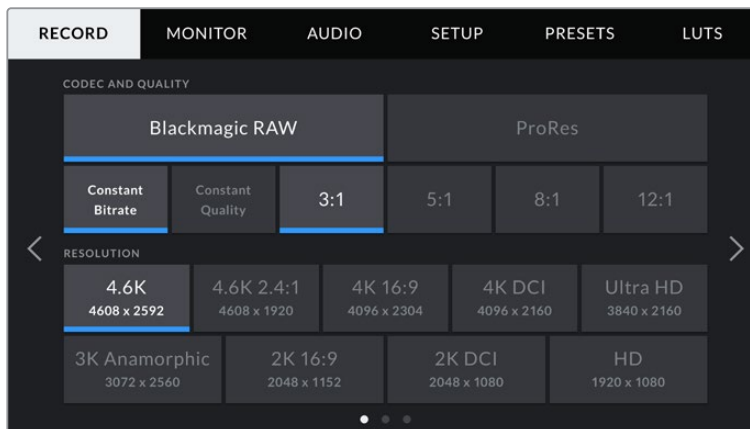 RECORD MONITOR AUDIO SETUP PRESETS LUTS
CODEC AND QUALITY
Blackmagic RAW ProRes
Constant Bitrate Constant Quality 3:1 5:1 8:1 12:1
RESOLUTION
4.6K 4.6K 2.4:1 4K 16:9 4K DCI Ultra HD
4608 x 2592 4608 x 1920 4096 x 2304 4096 x 2160 3840 x 2160
3K Anamorphic 2K 16:9 2K DCI HD
3072 x 2560 2048 x 1152 2048 x 1080 1920 x 1080